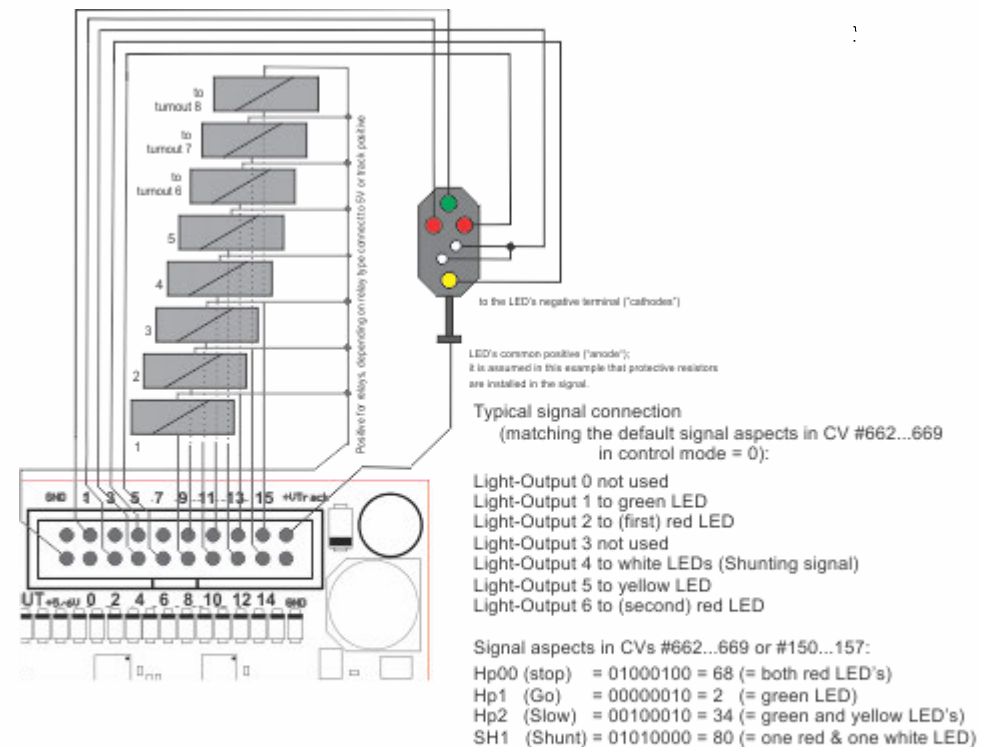 to
turnout 8
to
turnout 7
to
turnout 6
5
4
3
2
1
Positive for relays, depending on relay type connect to 5V or track positive
to the LED's negative terminal ("cathodes")
LED's common positive ("anode");
it is assumed in this example that protective resistors
are installed in the signal.
Typical signal connection
(matching the default signal aspects in CV #662...669
in control mode = 0):
Light-Output 0 not used
Light-Output 1 to green LED
Light-Output 2 to (first) red LED
Light-Output 3 not used
Light-Output 4 to white LEDs (Shunting signal)
Light-Output 5 to yellow LED
Light-Output 6 to (second) red LED
Signal aspects in CVs #662...669 or #150...157:
Hp00 (stop) = 01000100 = 68 (= both red LED's)
Hp1 (Go) = 00000010 = 2 (= green LED)
Hp2 (Slow) = 00100010 = 34 (= green and yellow LED's)
SH1 (Shunt) = 01010000 = 80 (= one red & one white LED)
GND 1 3 5 7 9 11 13 15 +UTrack
UT +5..6U 0 2 4 6 8 10 12 14 GND